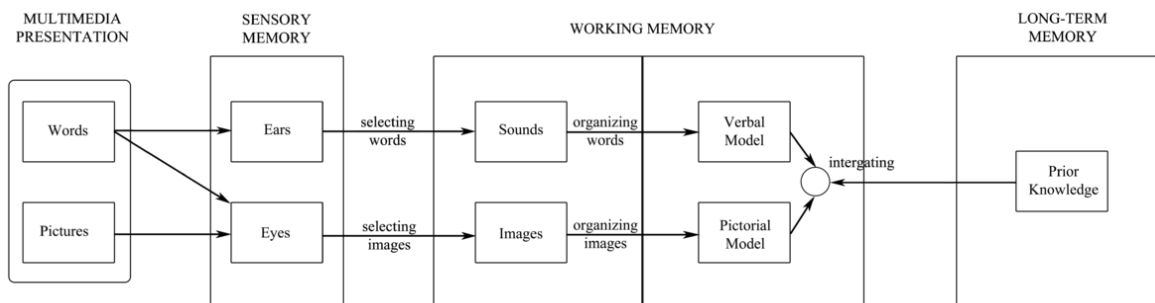 MULTIMEDIA
PRESENTATION
SENSORY
MEMORY
WORKING MEMORY
LONG-TERM
MEMORY
Words
Ears
selecting
words
Sounds
organizing
words
Verbal
Model
intergating
Prior
Knowledge
Pictures
Eyes
selecting
images
Images
organizing
images
Pictorial
Model